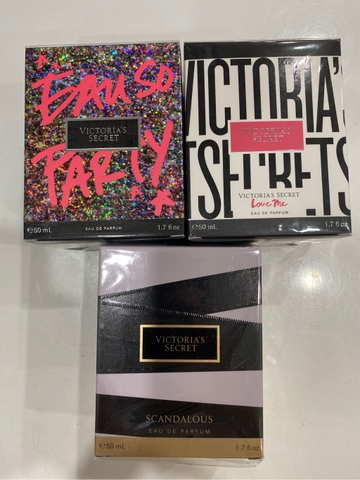 EAU SO
PARTY
VICTORIA'S
SECRET
EAU DE PARFUM
℮50 mL 1.7 fl oz
VICTORIA'S
T SECRETS
VICTORIA'S
SECRET
VICTORIA'S SECRET
Love Me
EAU DE PARFUM
℮50 mL 1.7 fl oz
VICTORIA'S
SECRET
SCANDALOUS
EAU DE PARFUM
℮50 mL 1.7 fl oz